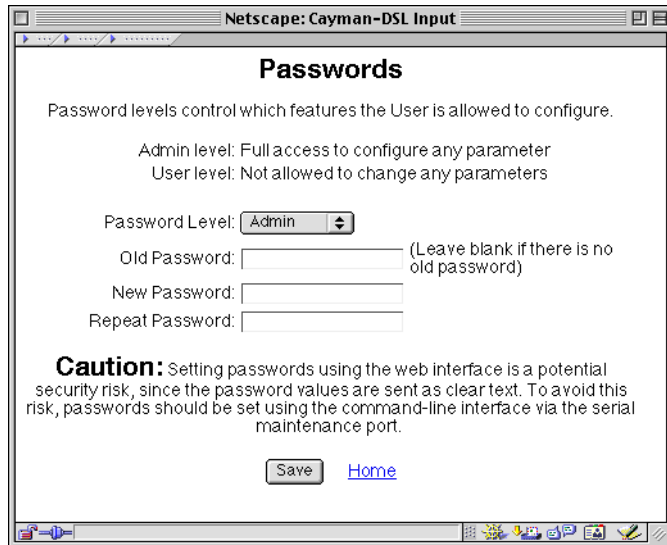 Netscape: Cayman-DSL Input
Passwords
Password levels control which features the User is allowed to configure.
Admin level: Full access to configure any parameter
User level: Not allowed to change any parameters
Password Level: Admin
Old Password: (Leave blank if there is no
old password)
New Password:
Repeat Password:
Caution: Setting passwords using the web interface is a potential
security risk, since the password values are sent as clear text. To avoid this
risk, passwords should be set using the command-line interface via the serial
maintenance port.
Save Home